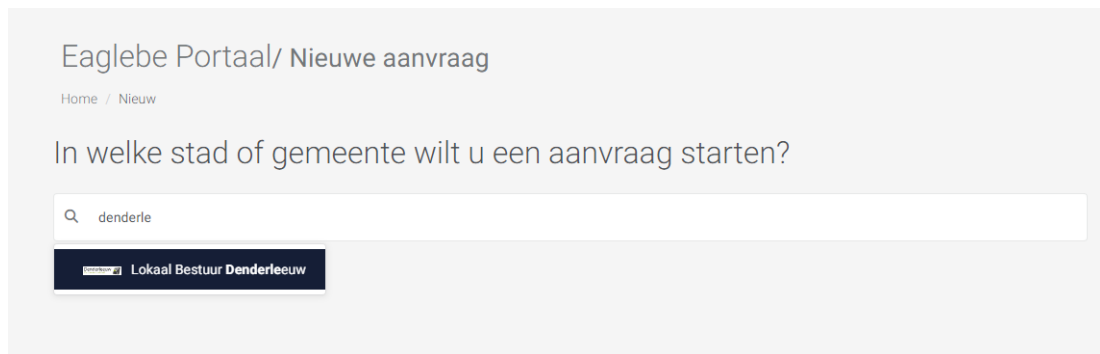 Eaglebe Portaal/ Nieuwe aanvraag
Home / Nieuw
In welke stad of gemeente wilt u een aanvraag starten?
denderle
Lokaal Bestuur Denderleeuw